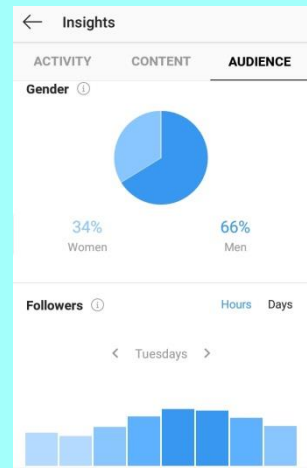 Insights
ACTIVITY CONTENT AUDIENCE
Gender
34% 66%
Women Men
Followers Hours Days
Tuesdays